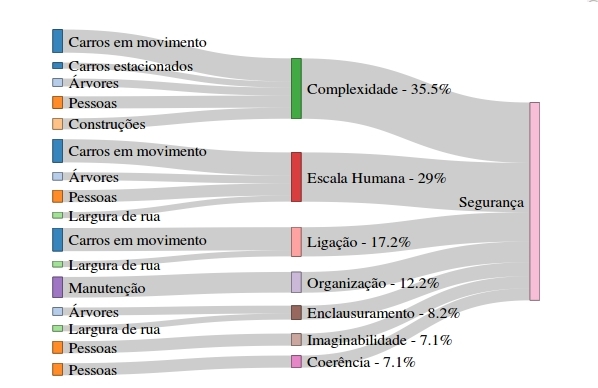 Carros em movimento
Carros estacionados
Árvores
Pessoas
Construções
Carros em movimento
Árvores
Pessoas
Largura de rua
Carros em movimento
Largura de rua
Manutenção
Árvores
Largura de rua
Pessoas
Pessoas
Complexidade - 35.5%
Escala Humana - 29%
Ligação - 17.2%
Organização - 12.2%
Enclausuramento - 8.2%
Imaginabilidade - 7.1%
Coerência - 7.1%
Segurança